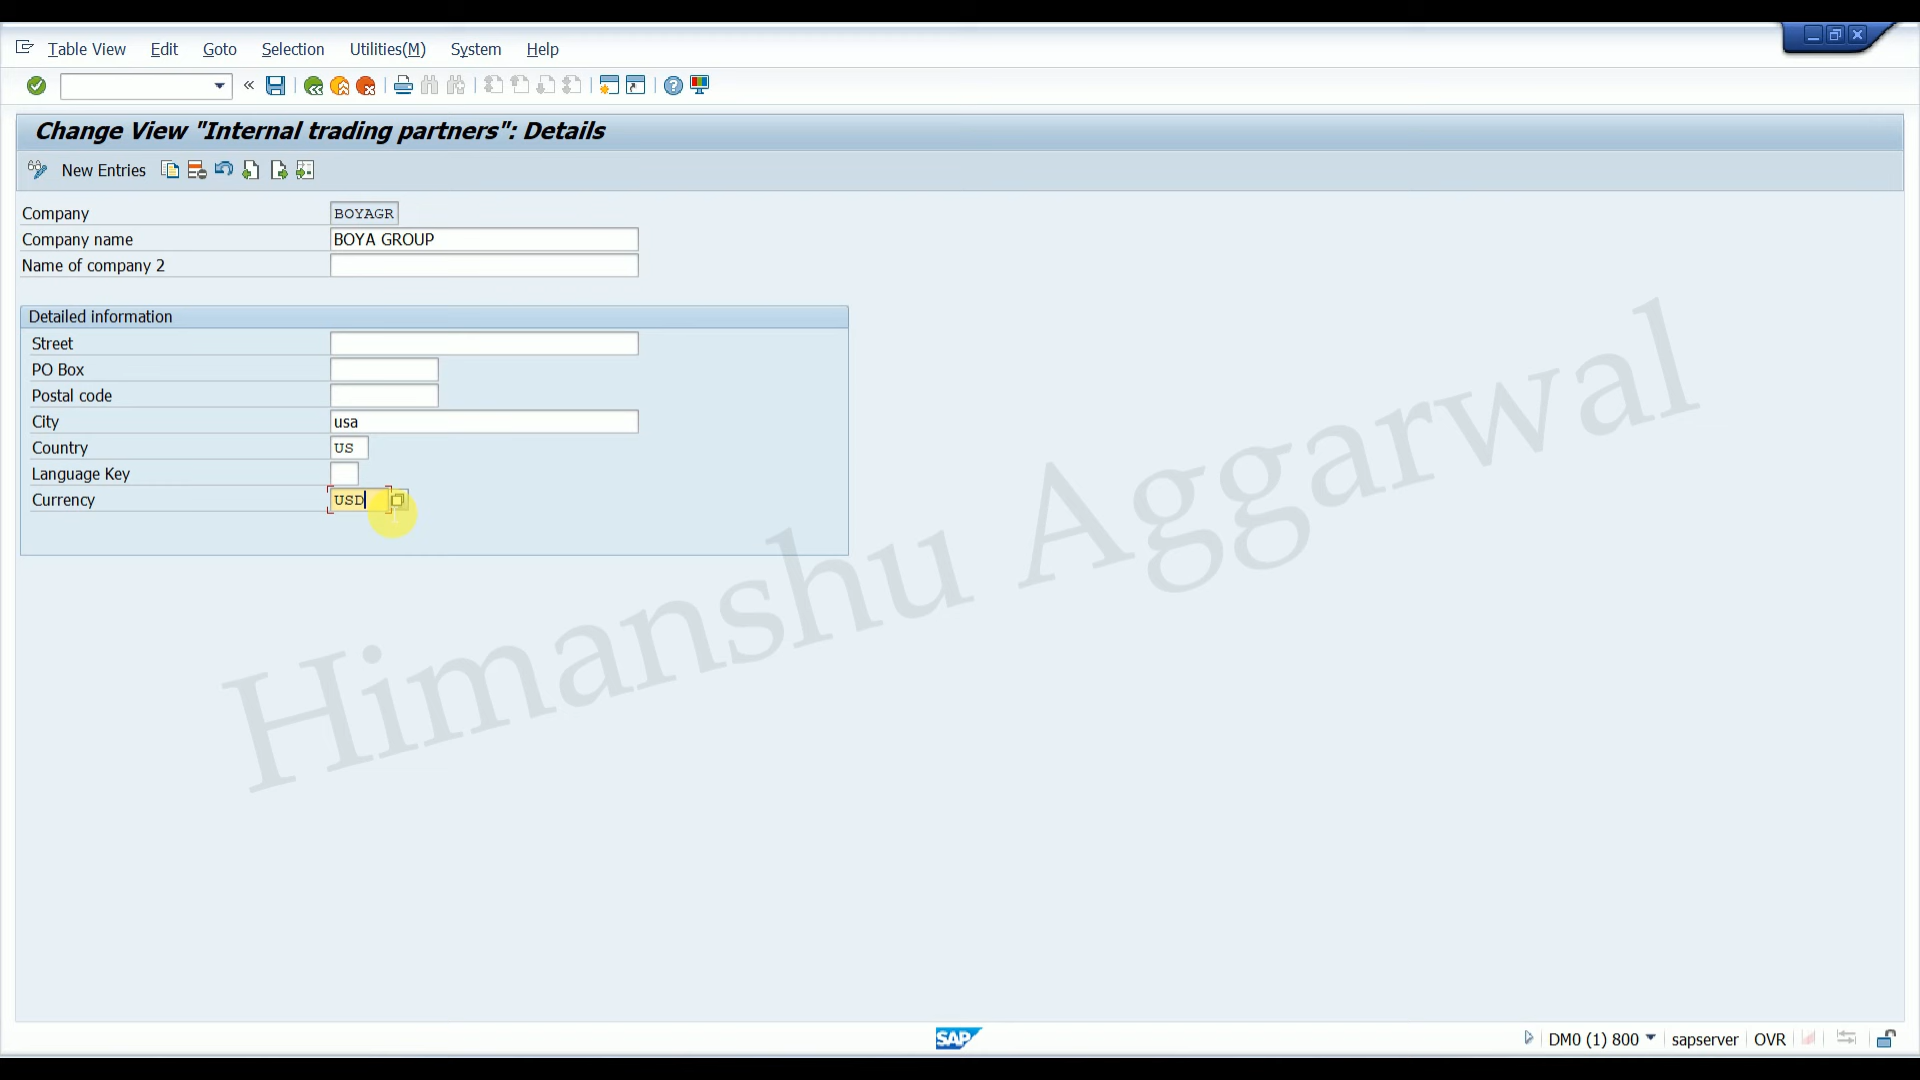 Table View Edit Goto Selection Utilities(M) System Help
Change View "Internal trading partners": Details
New Entries
Company BOYAGR
Company name BOYA GROUP
Name of company 2
Detailed information
Street
PO Box
Postal code
City usa
Country US
Language Key
Currency USD
Himanshu Aggarwal
SAP DM0 (1) 800 sapserver OVR